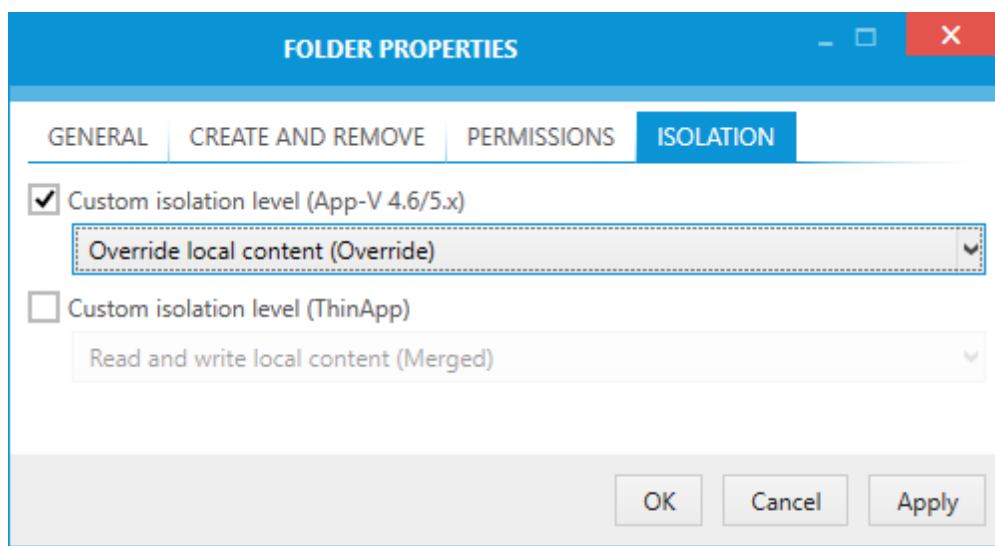 FOLDER PROPERTIES
GENERAL CREATE AND REMOVE PERMISSIONS ISOLATION
Custom isolation level (App-V 4.6/5.x)
Override local content (Override)
Custom isolation level (ThinApp)
Read and write local content (Merged)
OK Cancel Apply